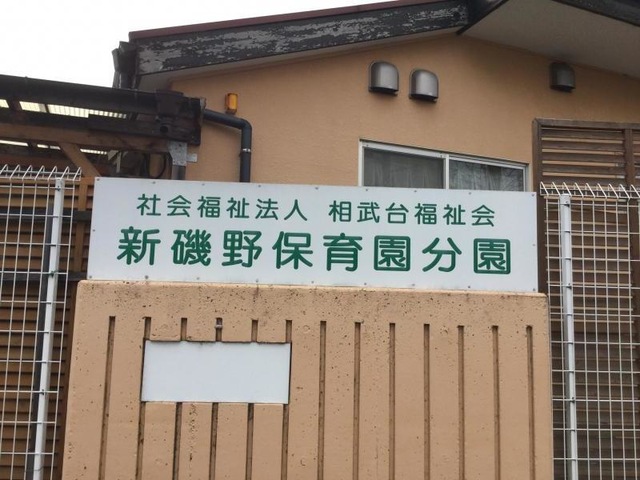 社会福祉法人 相武台福祉会
新磯野保育園分園